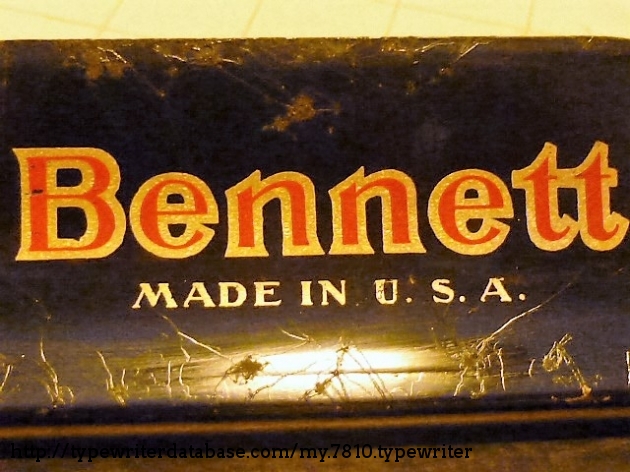 Bennett
MADE IN U. S. A.
http://typewriterdatabase.com/my.7810.typewriter